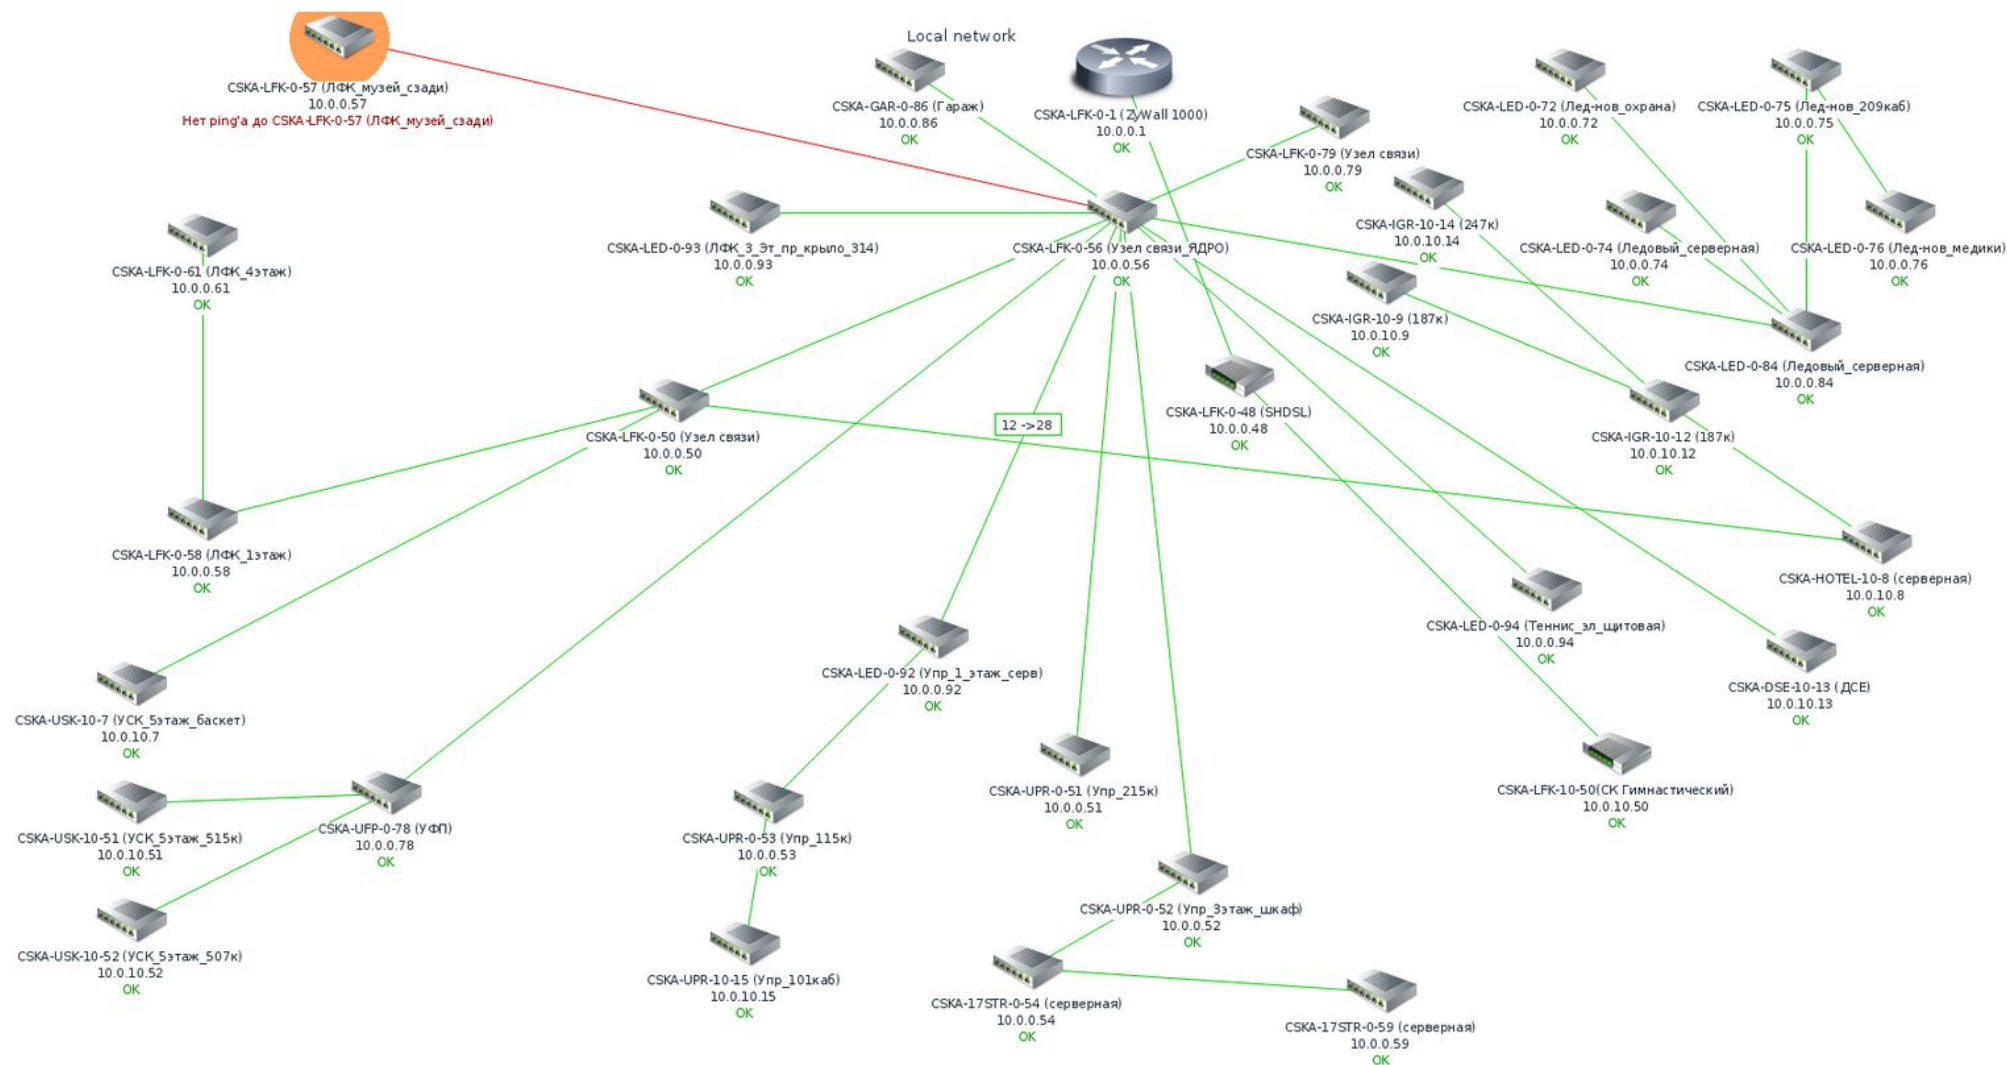 Local network
CSKA-LFK-0-57 (ЛФК_музей_сзади)
10.0.0.57
Нет ping'а до CSKA-LFK-0-57 (ЛФК_музей_сзади)
CSKA-GAR-0-86 (Гараж)
10.0.0.86
OK
CSKA-LFK-0-1 (ZyWall 1000)
10.0.0.1
OK
CSKA-LFK-0-79 (Узел связи)
10.0.0.79
OK
CSKA-LED-0-72 (Лед-нов_охрана)
10.0.0.72
OK
CSKA-LED-0-75 (Лед-нов_209каб)
10.0.0.75
OK
CSKA-LFK-0-61 (ЛФК_4этаж)
10.0.0.61
OK
CSKA-LED-0-93 (ЛФК_3_Эт_пр_крыло_314)
10.0.0.93
OK
CSKA-LFK-0-56 (Узел связи_ЯДРО)
10.0.0.56
OK
CSKA-IGR-10-14 (247к)
10.0.10.14
OK
CSKA-LED-0-74 (Ледовый_серверная)
10.0.0.74
OK
CSKA-LED-0-76 (Лед-нов_медики)
10.0.0.76
OK
CSKA-IGR-10-9 (187к)
10.0.10.9
OK
CSKA-LED-0-84 (Ледовый_серверная)
10.0.0.84
OK
CSKA-LFK-0-50 (Узел связи)
10.0.0.50
OK
12 ->28
CSKA-LFK-0-48 (SHDSL)
10.0.0.48
OK
CSKA-IGR-10-12 (187к)
10.0.10.12
OK
CSKA-LFK-0-58 (ЛФК_1этаж)
10.0.0.58
OK
CSKA-HOTEL-10-8 (серверная)
10.0.10.8
OK
CSKA-LED-0-94 (Теннис_эл_щитовая)
10.0.0.94
OK
CSKA-LED-0-92 (Упр_1_этаж_серв)
10.0.0.92
OK
CSKA-DSE-10-13 (ДСЕ)
10.0.10.13
OK
CSKA-USK-10-7 (УСК_5этаж_баскет)
10.0.10.7
OK
CSKA-UPR-0-51 (Упр_215к)
10.0.0.51
OK
CSKA-LFK-10-50(СК Гимнастический)
10.0.10.50
OK
CSKA-USK-10-51 (УСК_5этаж_515к)
10.0.10.51
OK
CSKA-UFP-0-78 (УФП)
10.0.0.78
OK
CSKA-UPR-0-53 (Упр_115к)
10.0.0.53
OK
CSKA-UPR-0-52 (Упр_3этаж_шкаф)
10.0.0.52
OK
CSKA-USK-10-52 (УСК_5этаж_507к)
10.0.10.52
OK
CSKA-UPR-10-15 (Упр_101каб)
10.0.10.15
OK
CSKA-17STR-0-54 (серверная)
10.0.0.54
OK
CSKA-17STR-0-59 (серверная)
10.0.0.59
OK